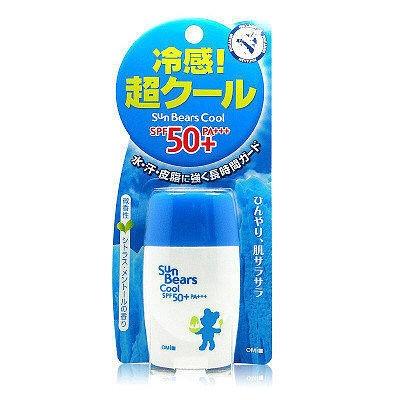 冷感!
超クール
Sun Bears Cool
SPF50+ PA+++
水・汗・皮脂に強く長時間ガード
ひんやり、肌サラサラ
微香性
シトラス・メントールの香り
Sun
Bears
Cool
SPF50+ PA+++
OMI
OMI